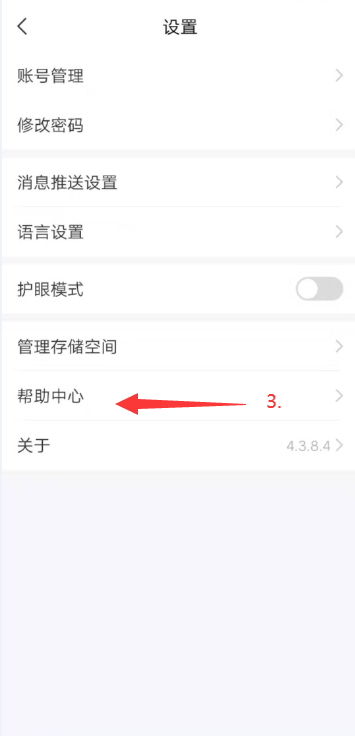 设置
账号管理
修改密码
消息推送设置
语言设置
护眼模式
管理存储空间
帮助中心 3.
关于 4.3.8.4